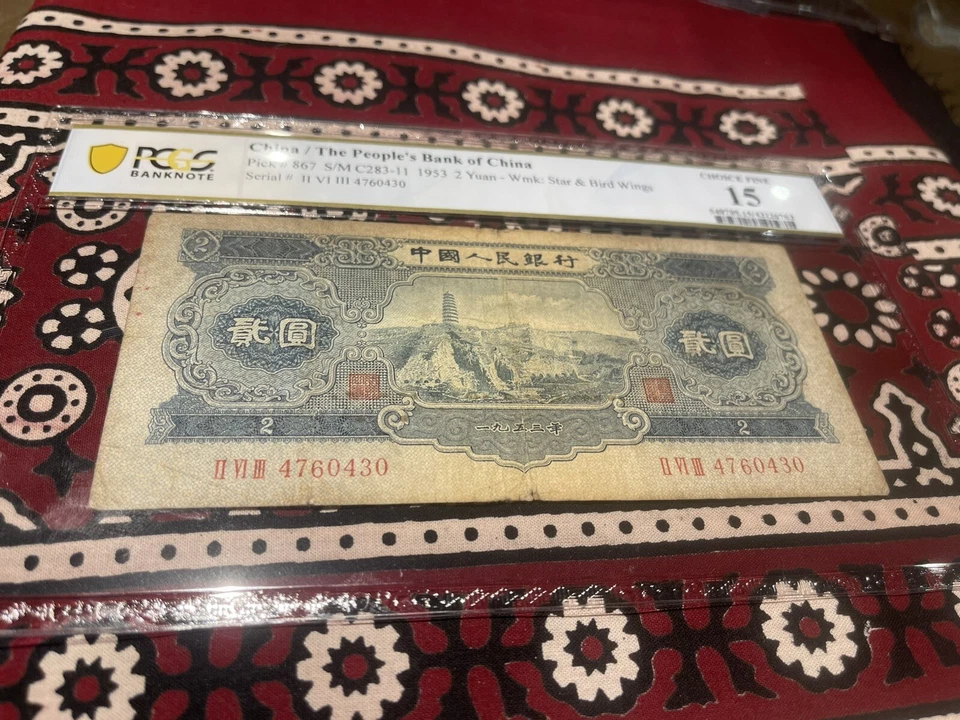 PCGS
BANKNOTE
China / The People's Bank of China
Pick# 867 S/M C283-11 1953 2 Yuan - Wmk: Star & Bird Wings
Serial # II VI III 4760430
CHOICE FINE
15
2
中國人民銀行
2
貳圓
貳圓
2
一九五三年
2
II VI III 4760430
II VI III 4760430